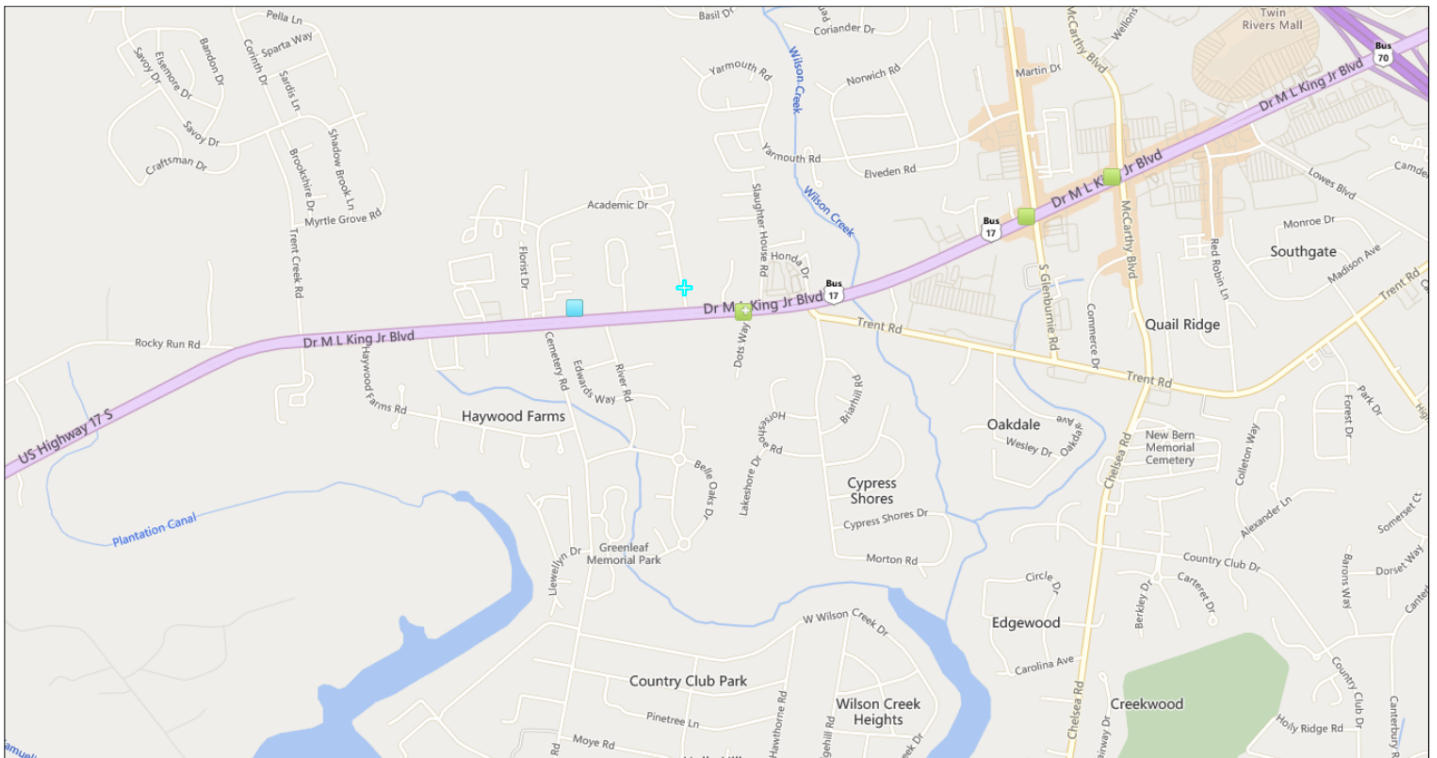 Pella Ln
Basil Dr
Coriander Dr
McCarthy Blvd
Wellons
Twin
Rivers Mall
Bus
70
Savoy Dr
Elsemore Dr
Bandon Dr
Corinth Dr
Sparta Way
Sardis Ln
Yarmouth Rd
Wilson Creek
Norwich Rd
Martin Dr
Dr M L King Jr Blvd
Savoy Dr
Craftsman Dr
Brookshire Dr
Shadow Brook Ln
Yarmouth Rd
Elveden Rd
Dr M L King Jr Blvd
Lowes Blvd
Myrtle Grove Rd
Academic Dr
Slaughter House Rd
Wilson Creek
Bus
17
McCarthy Blvd
Monroe Dr
Trent Creek Rd
Florist Dr
Honda Dr
Red Robin Ln
Southgate
Madison Ave
S Glenburnie Rd
Trent Rd
Dr M L King Jr Blvd
Bus
17
Rocky Run Rd
Dr M L King Jr Blvd
Trent Rd
Commerce Dr
Quail Ridge
Cemetery Rd
Dots Way
Haywood Farms Rd
Edwards Way
River Rd
Trent Rd
Briarhill Rd
Park Dr
Forest Dr
US Highway 17 S
Haywood Farms
Horseshoe Rd
Oakdale
Oakdale Ave
Wesley Dr
New Bern
Memorial
Cemetery
Chelsea Rd
Colleton Way
Belle Oaks Dr
Lakeshore Dr
Cypress
Shores
Plantation Canal
Cypress Shores Dr
Alexander Ln
Somerset Ct
Greenleaf
Memorial Park
Llewellyn Dr
Morton Rd
Country Club Dr
Dorset Way
Barons Way
Circle Dr
Berkley Dr
Carteret Dr
W Wilson Creek Dr
Edgewood
Carolina Ave
Country Club Park
Country Club Dr
Canterbury R
Hawthorne Rd
Wilson Creek
Heights
Chelsea Rd
Creekwood
Pinetree Ln
Holly Ridge Rd
Moye Rd
Rd